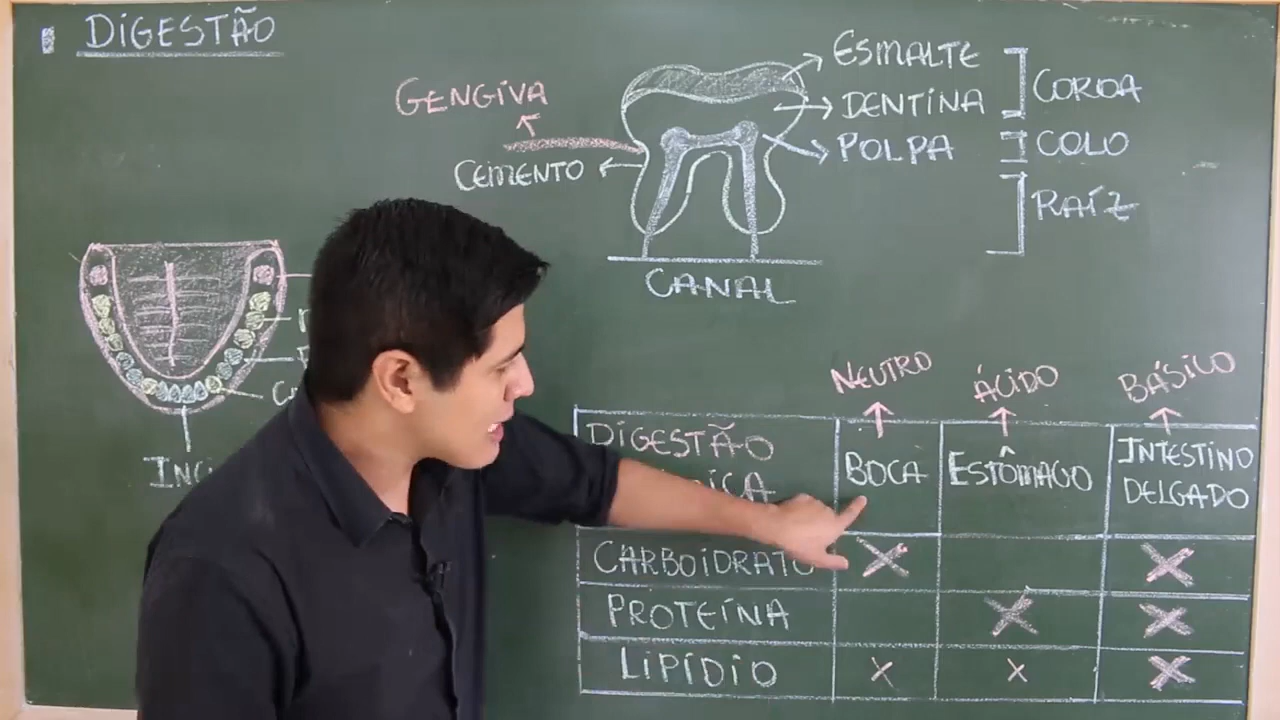 DIGESTÃO
GENGIVA
CEMENTO
ESMALTE
DENTINA
POLPA
COROA
COLO
RAÍZ
CANAL
NEUTRO
ÁCIDO
BÁSICO
DIGESTÃO
BOCA
ESTÔMAGO
INTESTINO
DELGADO
CARBOIDRATO
X
X
PROTEÍNA
X
X
LIPÍDIO
X
X
X